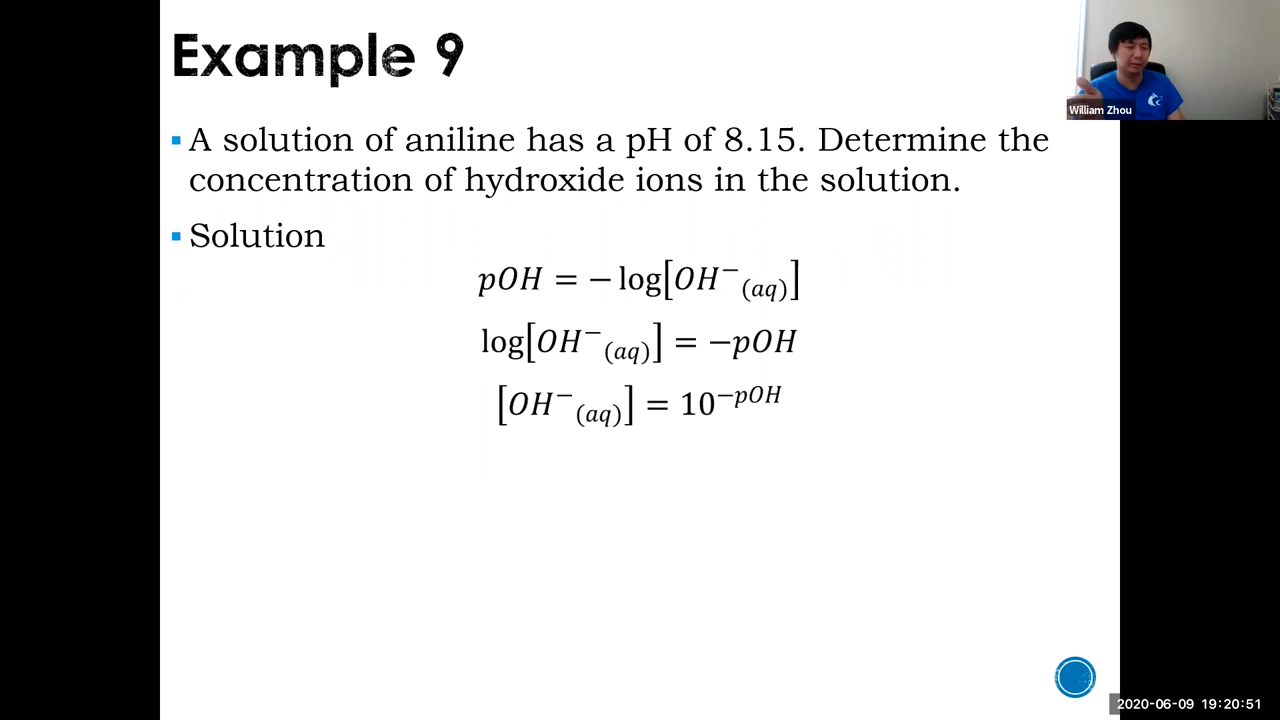 Example 9
William Zhou
▪ A solution of aniline has a pH of 8.15. Determine the
concentration of hydroxide ions in the solution.
▪ Solution
pOH = − log[OH⁻₍aq₎]
log[OH⁻₍aq₎] = −pOH
[OH⁻₍aq₎] = 10^−pOH
2020-06-09 19:20:51